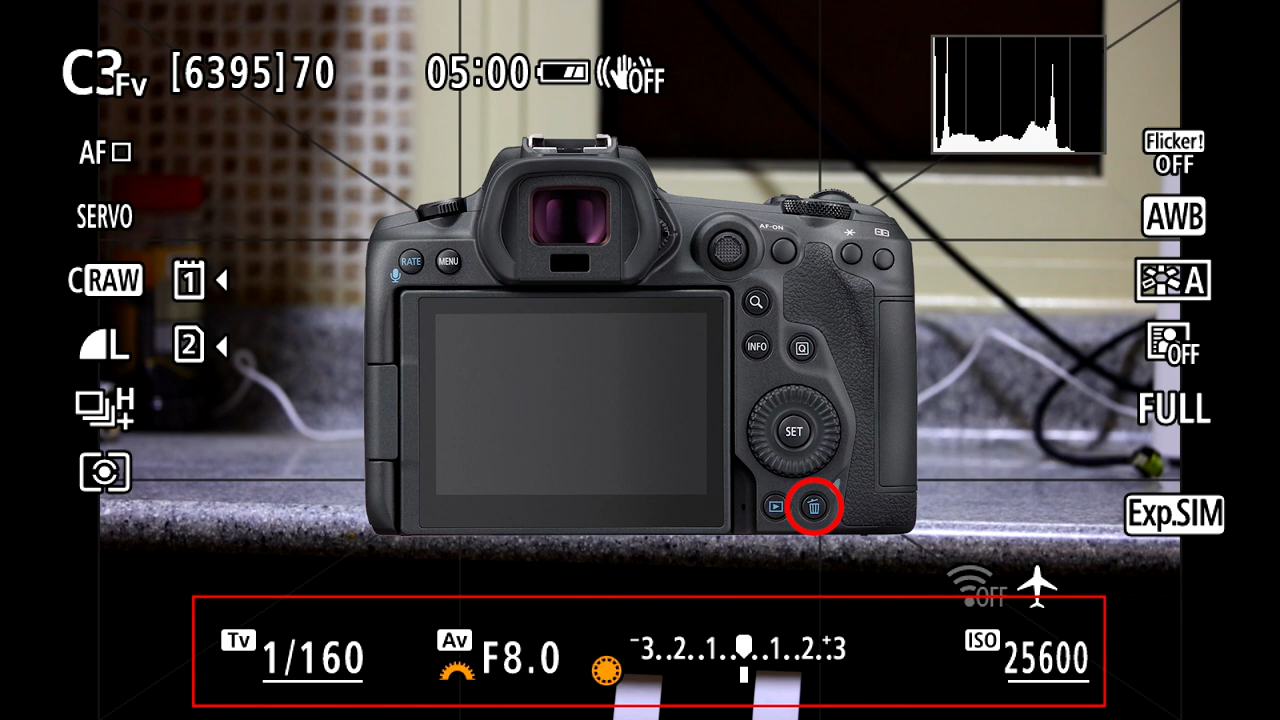 C3Fv [6395]70 05:00 OFF
AF
SERVO
CRAW 1
L 2
H+
Flicker!
OFF
AWB
A
OFF
FULL
Exp.SIM
OFF
AF-ON
RATE MENU
INFO Q
SET
Tv 1/160 Av F8.0 -3..2..1....1..2..+3 ISO 25600